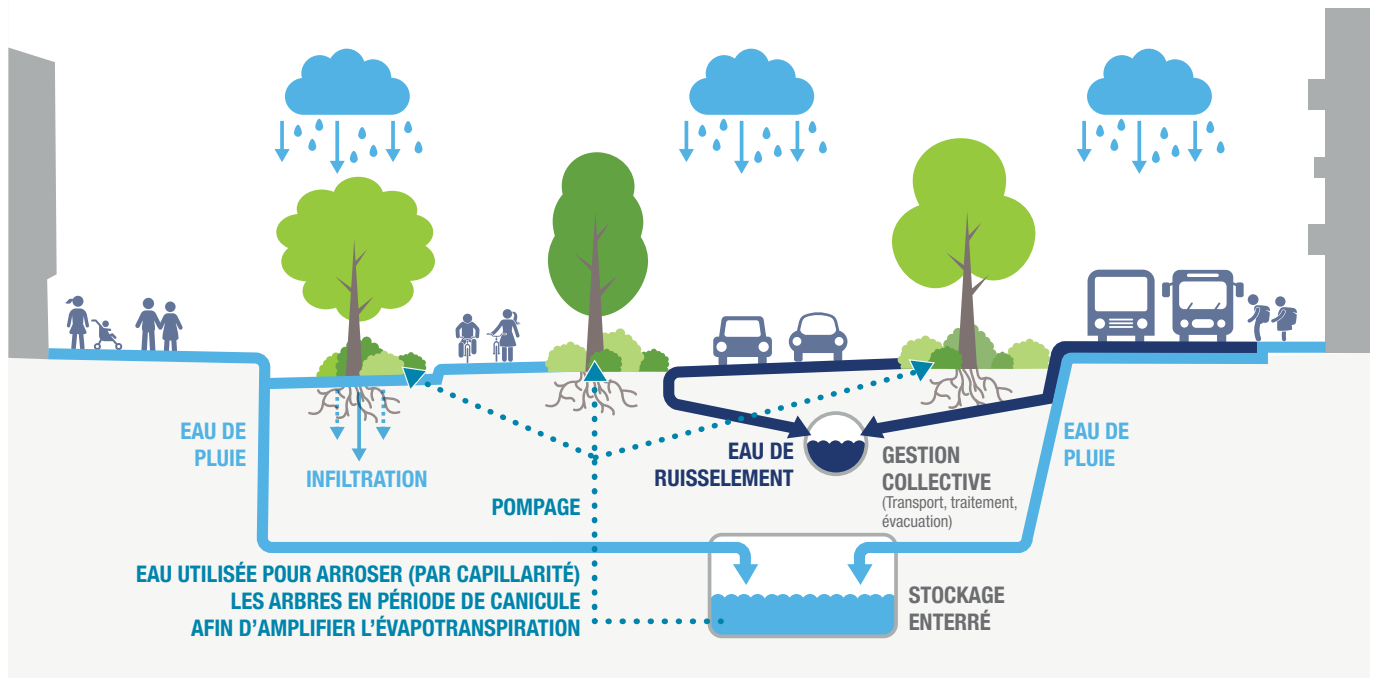 EAU DE
PLUIE
INFILTRATION
POMPAGE
EAU DE
RUISSELEMENT
GESTION
COLLECTIVE
(Transport, traitement,
évacuation)
EAU DE
PLUIE
EAU UTILISÉE POUR ARROSER (PAR CAPILLARITÉ)
LES ARBRES EN PÉRIODE DE CANICULE
AFIN D’AMPLIFIER L’ÉVAPOTRANSPIRATION
STOCKAGE
ENTERRÉ